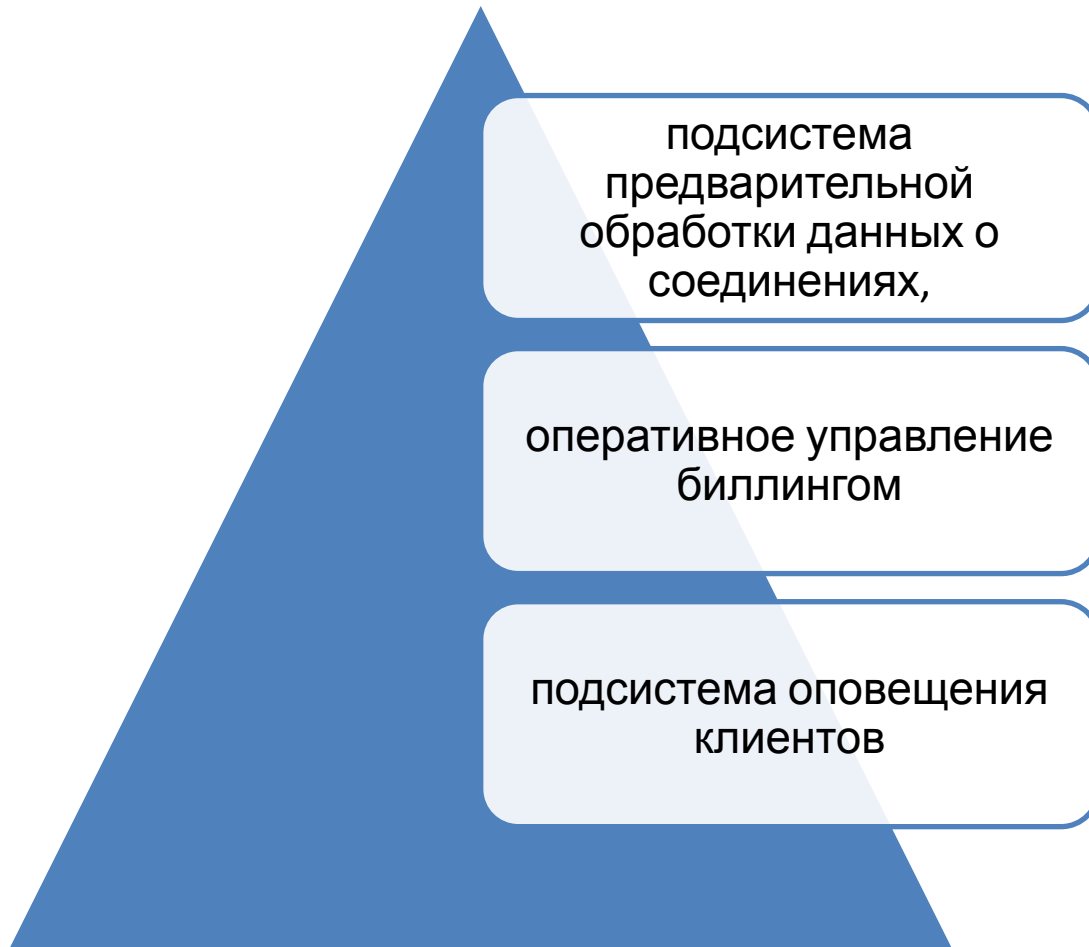 подсистема
предварительной
обработки данных о
соединениях,
оперативное управление
биллингом
подсистема оповещения
клиентов